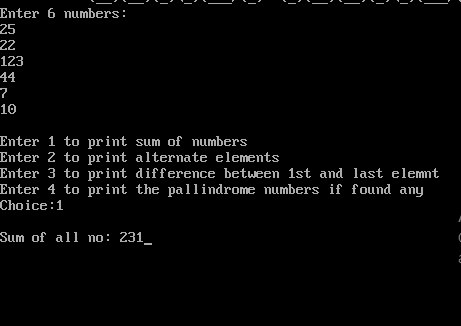 Enter 6 numbers:
25
22
123
44
7
10
Enter 1 to print sum of numbers
Enter 2 to print alternate elements
Enter 3 to print difference between 1st and last elemnt
Enter 4 to print the pallindrome numbers if found any
Choice:1
Sum of all no: 231_